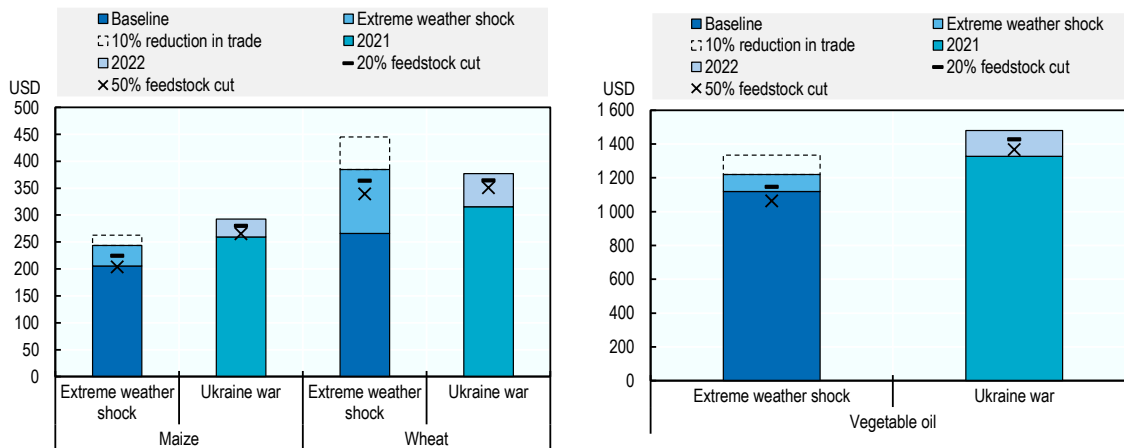 Baseline
Extreme weather shock
10% reduction in trade
2021
2022
20% feedstock cut
50% feedstock cut
USD
500
450
400
350
300
250
200
150
100
50
0
Extreme weather shock
Ukraine war
Extreme weather shock
Ukraine war
Maize
Wheat
Baseline
Extreme weather shock
10% reduction in trade
2021
2022
20% feedstock cut
50% feedstock cut
USD
1 600
1 400
1 200
1 000
800
600
400
200
0
Extreme weather shock
Ukraine war
Vegetable oil